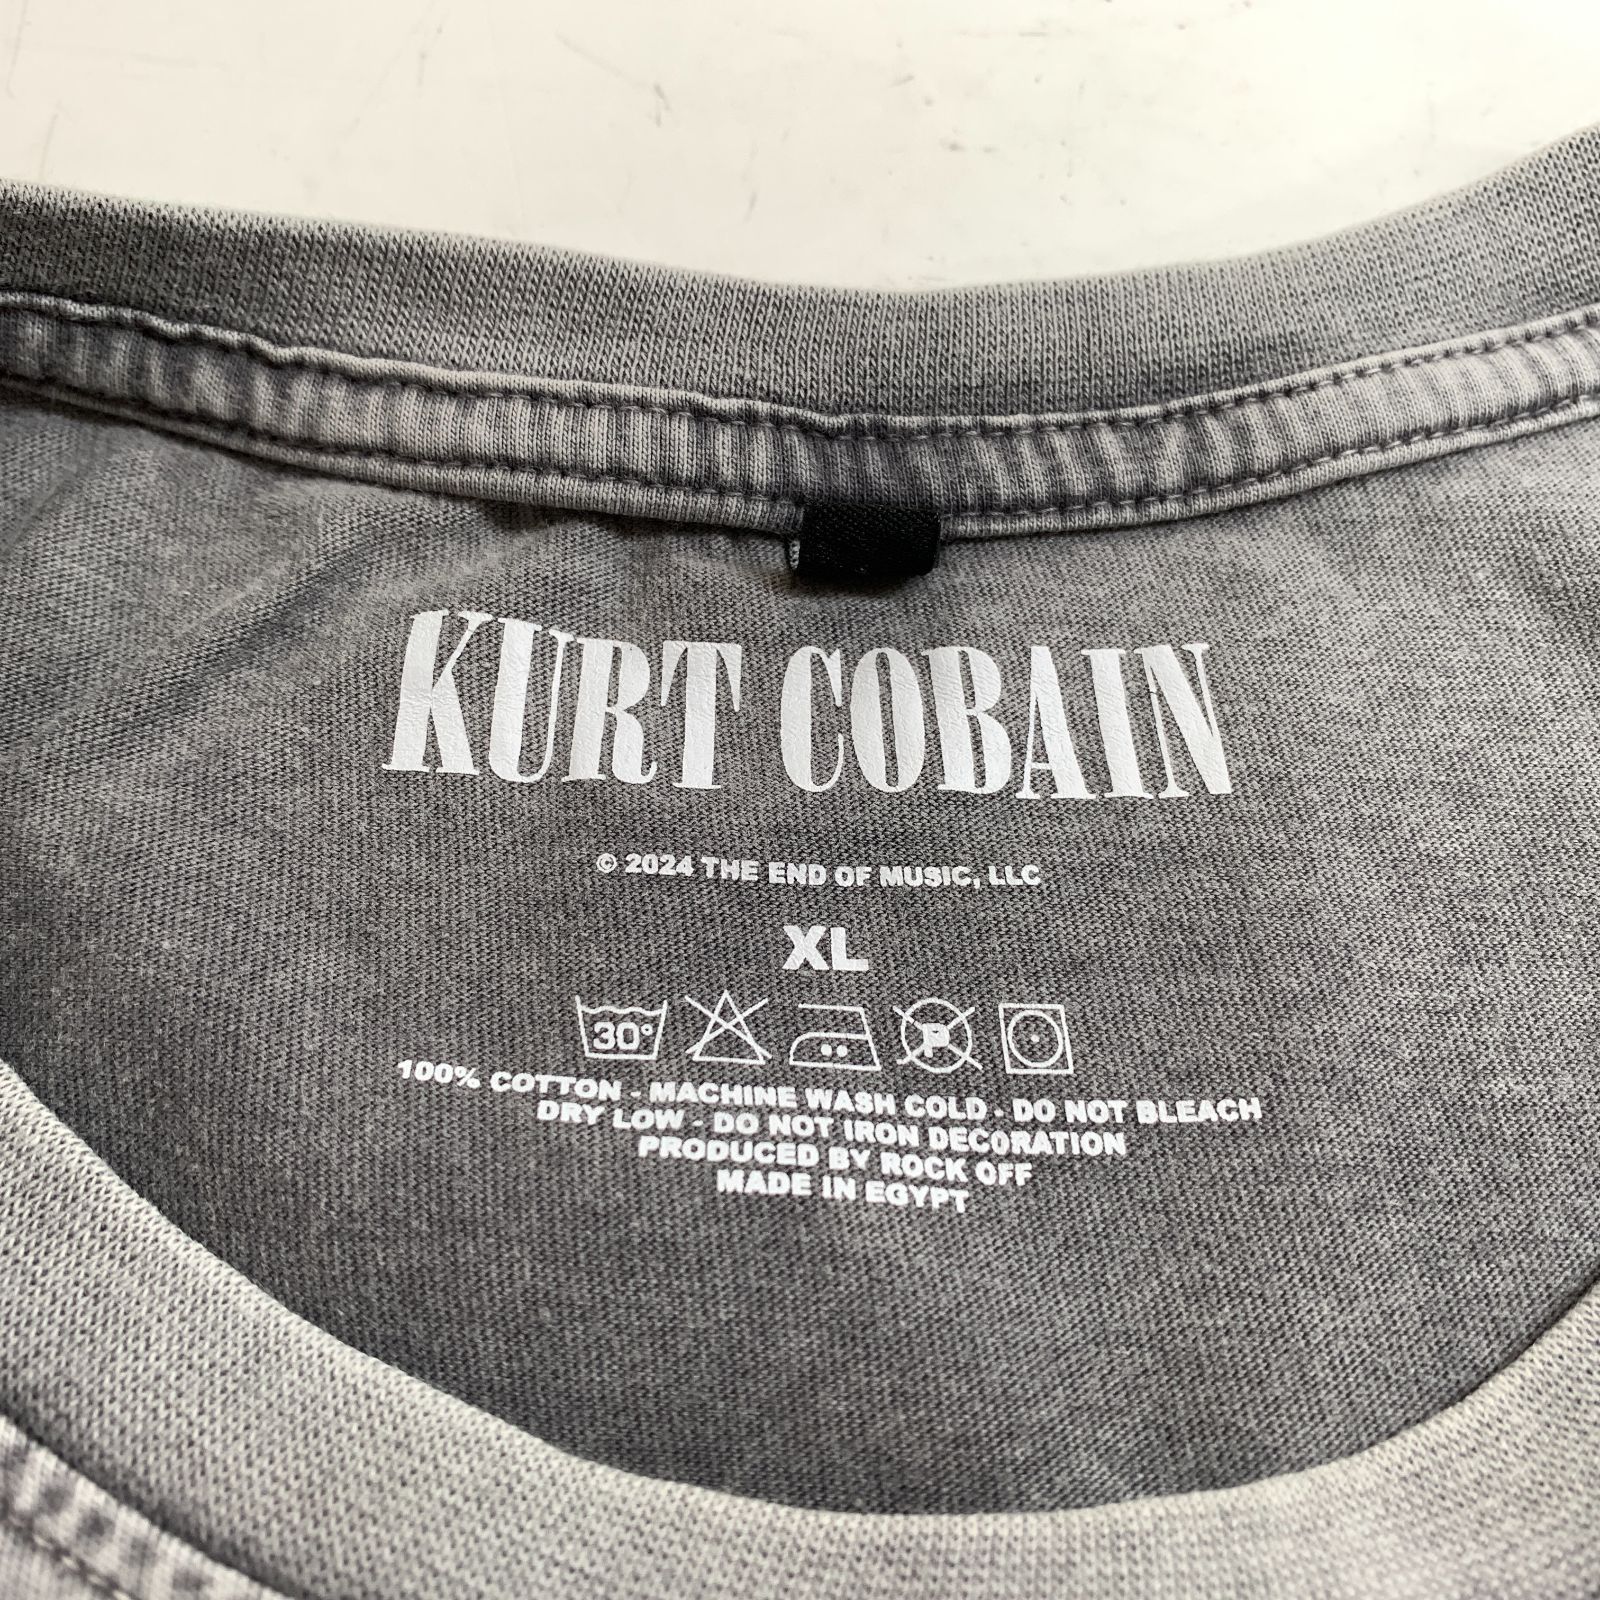 KURT COBAIN
© 2024 THE END OF MUSIC, LLC
XL
30° P
100% COTTON - MACHINE WASH COLD - DO NOT BLEACH
DRY LOW - DO NOT IRON DECORATION
PRODUCED BY ROCK OFF
MADE IN EGYPT